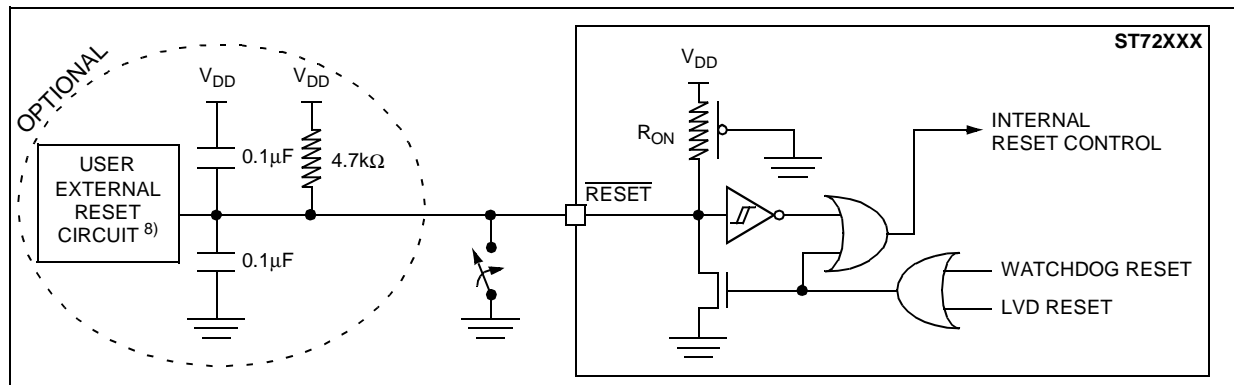 OPTIONAL
V_DD
V_DD
0.1μF
4.7kΩ
USER
EXTERNAL
RESET
CIRCUIT 8)
0.1μF
ST72XXX
V_DD
R_ON
RESET
INTERNAL
RESET CONTROL
WATCHDOG RESET
LVD RESET